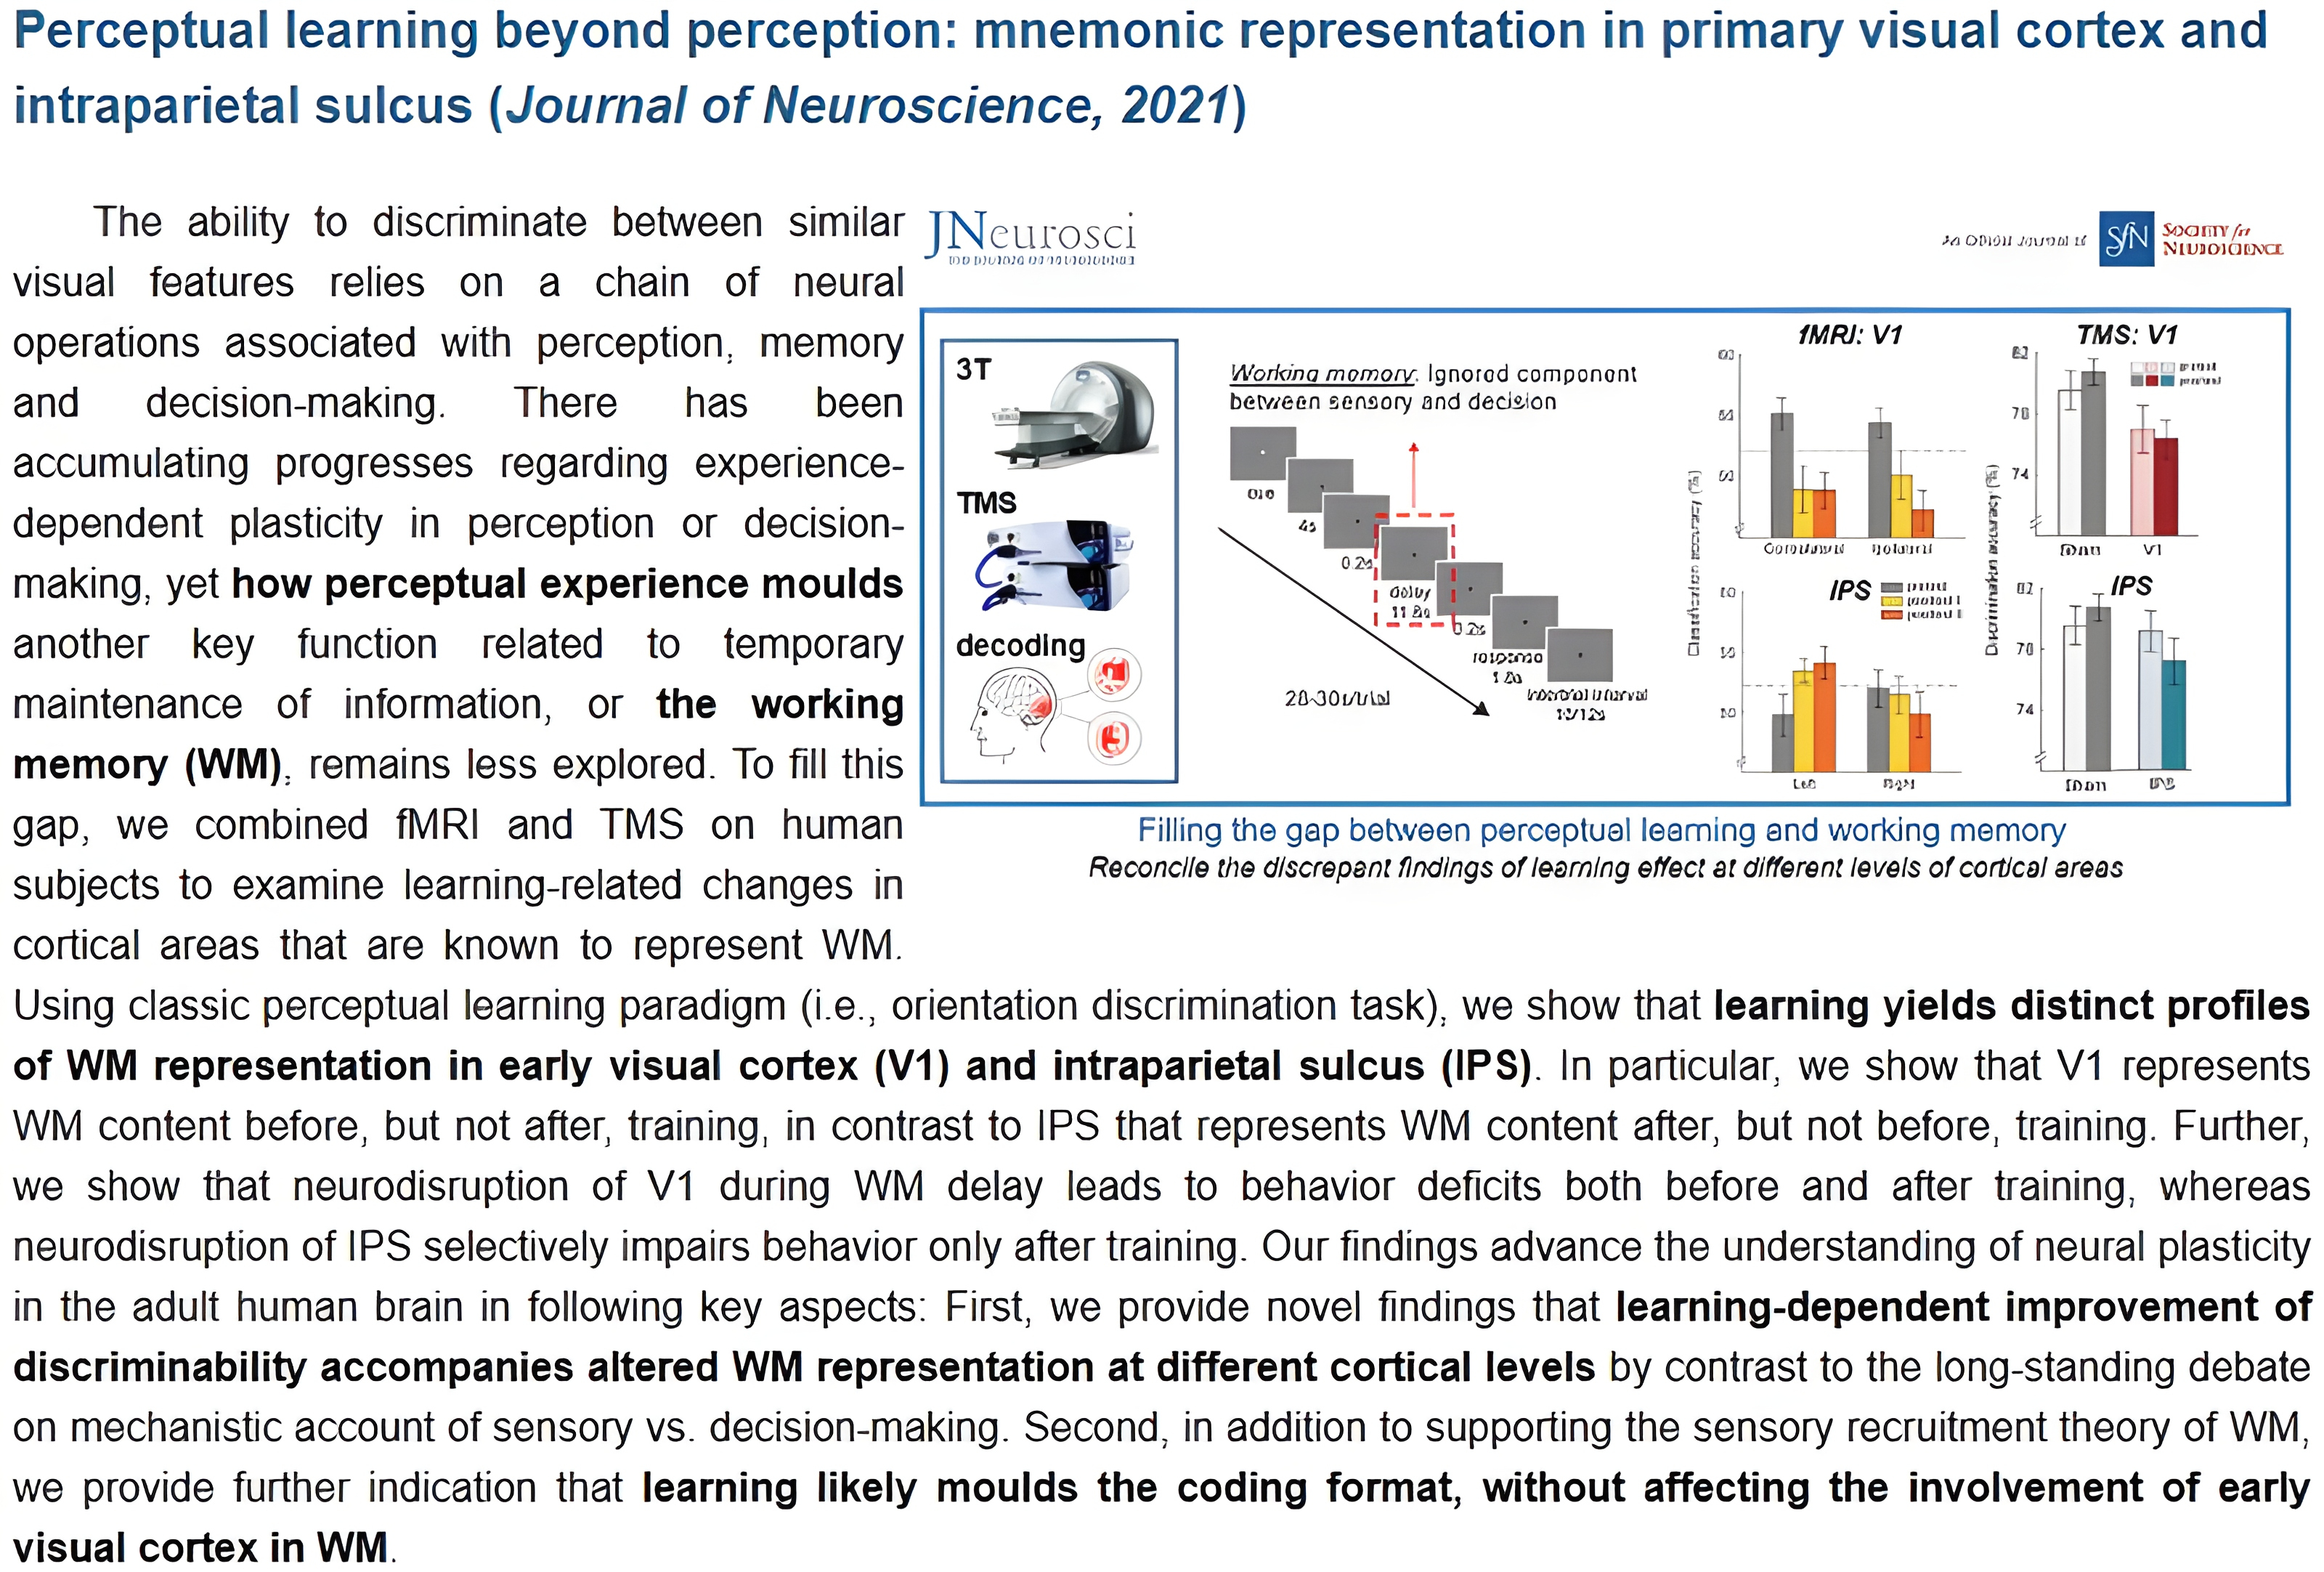 Perceptual learning beyond perception: mnemonic representation in primary visual cortex and
intraparietal sulcus (Journal of Neuroscience, 2021)
The ability to discriminate between similar
visual features relies on a chain of neural
operations associated with perception, memory
and decision-making. There has been
accumulating progresses regarding experience-
dependent plasticity in perception or decision-
making, yet how perceptual experience moulds
another key function related to temporary
maintenance of information, or the working
memory (WM), remains less explored. To fill this
gap, we combined fMRI and TMS on human
subjects to examine learning-related changes in
cortical areas that are known to represent WM.
Using classic perceptual learning paradigm (i.e., orientation discrimination task), we show that learning yields distinct profiles
of WM representation in early visual cortex (V1) and intraparietal sulcus (IPS). In particular, we show that V1 represents
WM content before, but not after, training, in contrast to IPS that represents WM content after, but not before, training. Further,
we show that neurodisruption of V1 during WM delay leads to behavior deficits both before and after training, whereas
neurodisruption of IPS selectively impairs behavior only after training. Our findings advance the understanding of neural plasticity
in the adult human brain in following key aspects: First, we provide novel findings that learning-dependent improvement of
discriminability accompanies altered WM representation at different cortical levels by contrast to the long-standing debate
on mechanistic account of sensory vs. decision-making. Second, in addition to supporting the sensory recruitment theory of WM,
we provide further indication that learning likely moulds the coding format, without affecting the involvement of early
visual cortex in WM.
JNeurosci
SfN
SOCIETY for
NEUROSCIENCE
3T
TMS
decoding
Working memory: Ignored component
between sensory and decision
4s
0.2s
delay
0.2s
response
fMRI: V1
TMS: V1
78
74
V1
IPS
IPS
78
74
Filling the gap between perceptual learning and working memory
Reconcile the discrepant findings of learning effect at different levels of cortical areas